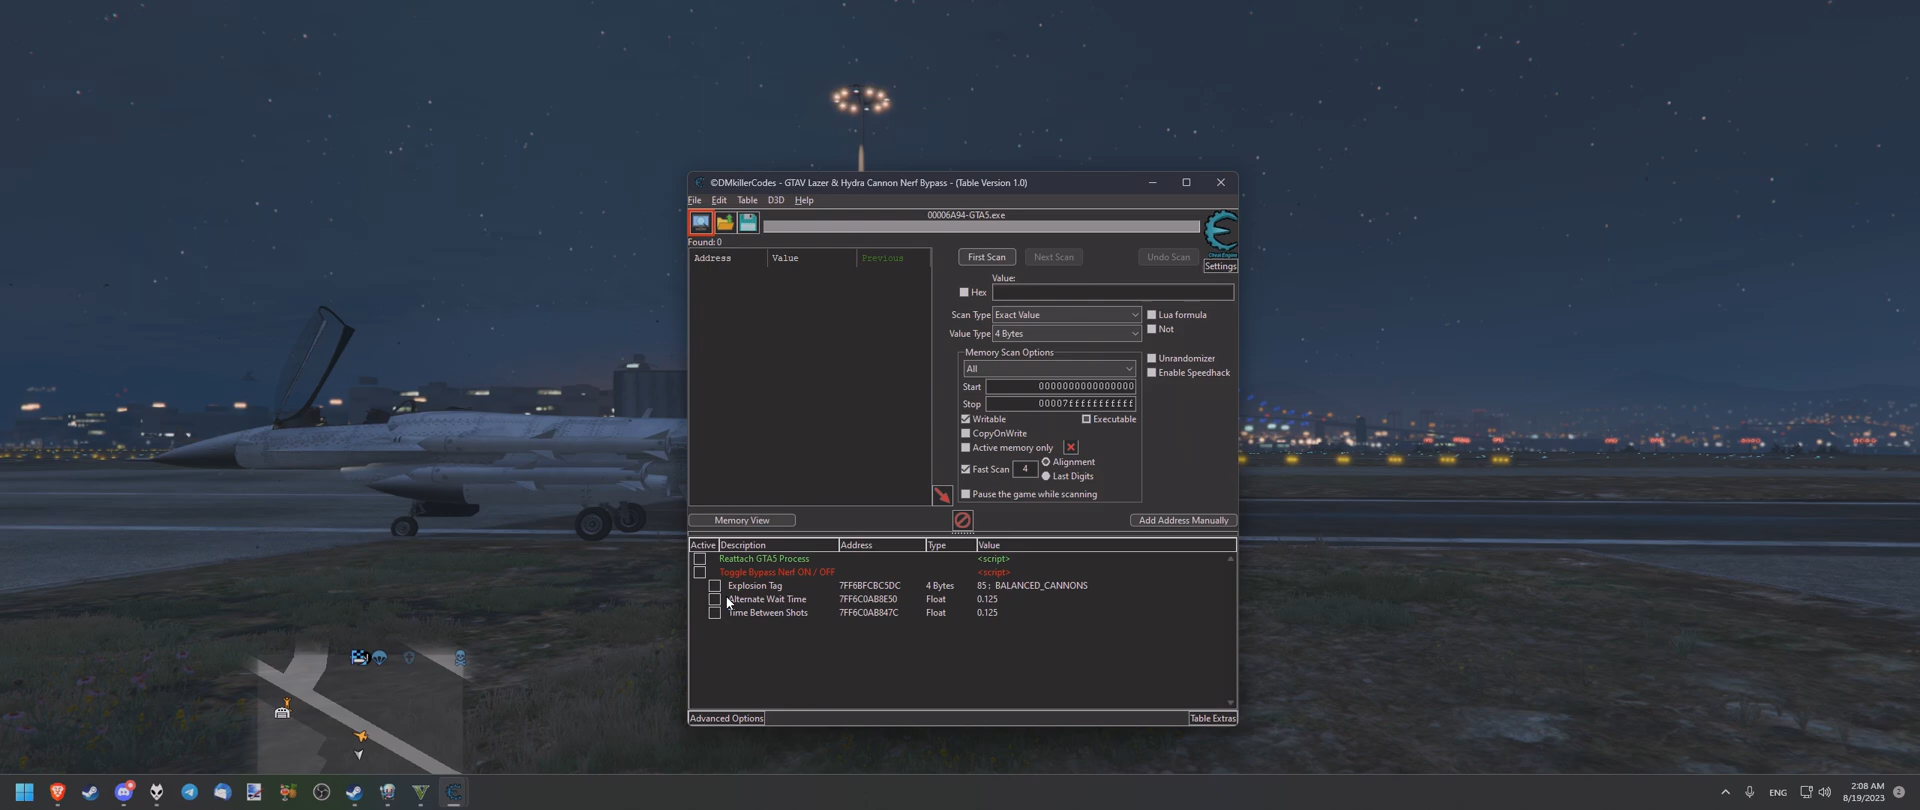 ©DMkillerCodes - GTAV Lazer & Hydra Cannon Nerf Bypass - (Table Version 1.0)
File Edit Table D3D Help
00006A94-GTA5.exe
Found: 0
Address Value Previous
First Scan Next Scan Undo Scan
Cheat Engine
Settings
Value:
Hex
Scan Type Exact Value Lua formula
Value Type 4 Bytes Not
Memory Scan Options
All
Unrandomizer
Enable Speedhack
Start 0000000000000000
Stop 00007fffffffffff
Writable Executable
CopyOnWrite
Active memory only
Fast Scan 4 Alignment
Last Digits
Pause the game while scanning
Memory View Add Address Manually
Active Description Address Type Value
Reattach GTA5 Process <script>
Toggle Bypass Nerf ON / OFF <script>
Explosion Tag 7FF6BFCBC5DC 4 Bytes 85 : BALANCED_CANNONS
Alternate Wait Time 7FF6C0AB8E50 Float 0.125
Time Between Shots 7FF6C0AB847C Float 0.125
Advanced Options Table Extras
ENG 2:08 AM
8/19/2023 2